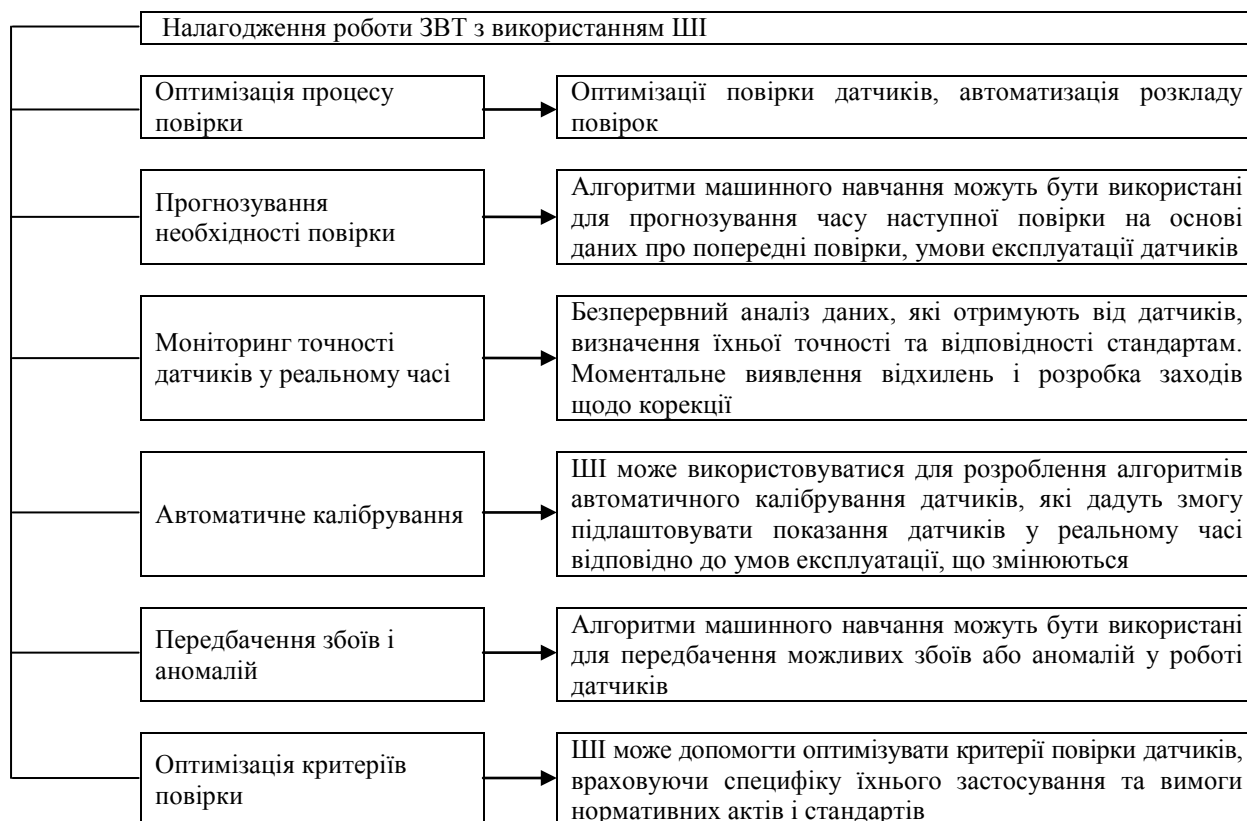 Налагодження роботи ЗВТ з використанням ШІ
Оптимізація процесу
повірки
Оптимізації повірки датчиків, автоматизація розкладу
повірок
Прогнозування
необхідності повірки
Алгоритми машинного навчання можуть бути використані
для прогнозування часу наступної повірки на основі
даних про попередні повірки, умови експлуатації датчиків
Моніторинг точності
датчиків у реальному часі
Безперервний аналіз даних, які отримують від датчиків,
визначення їхньої точності та відповідності стандартам.
Моментальне виявлення відхилень і розробка заходів
щодо корекції
Автоматичне калібрування
ШІ може використовуватися для розроблення алгоритмів
автоматичного калібрування датчиків, які дадуть змогу
підлаштовувати показання датчиків у реальному часі
відповідно до умов експлуатації, що змінюються
Передбачення збоїв і
аномалій
Алгоритми машинного навчання можуть бути використані
для передбачення можливих збоїв або аномалій у роботі
датчиків
Оптимізація критеріїв
повірки
ШІ може допомогти оптимізувати критерії повірки датчиків,
враховуючи специфіку їхнього застосування та вимоги
нормативних актів і стандартів